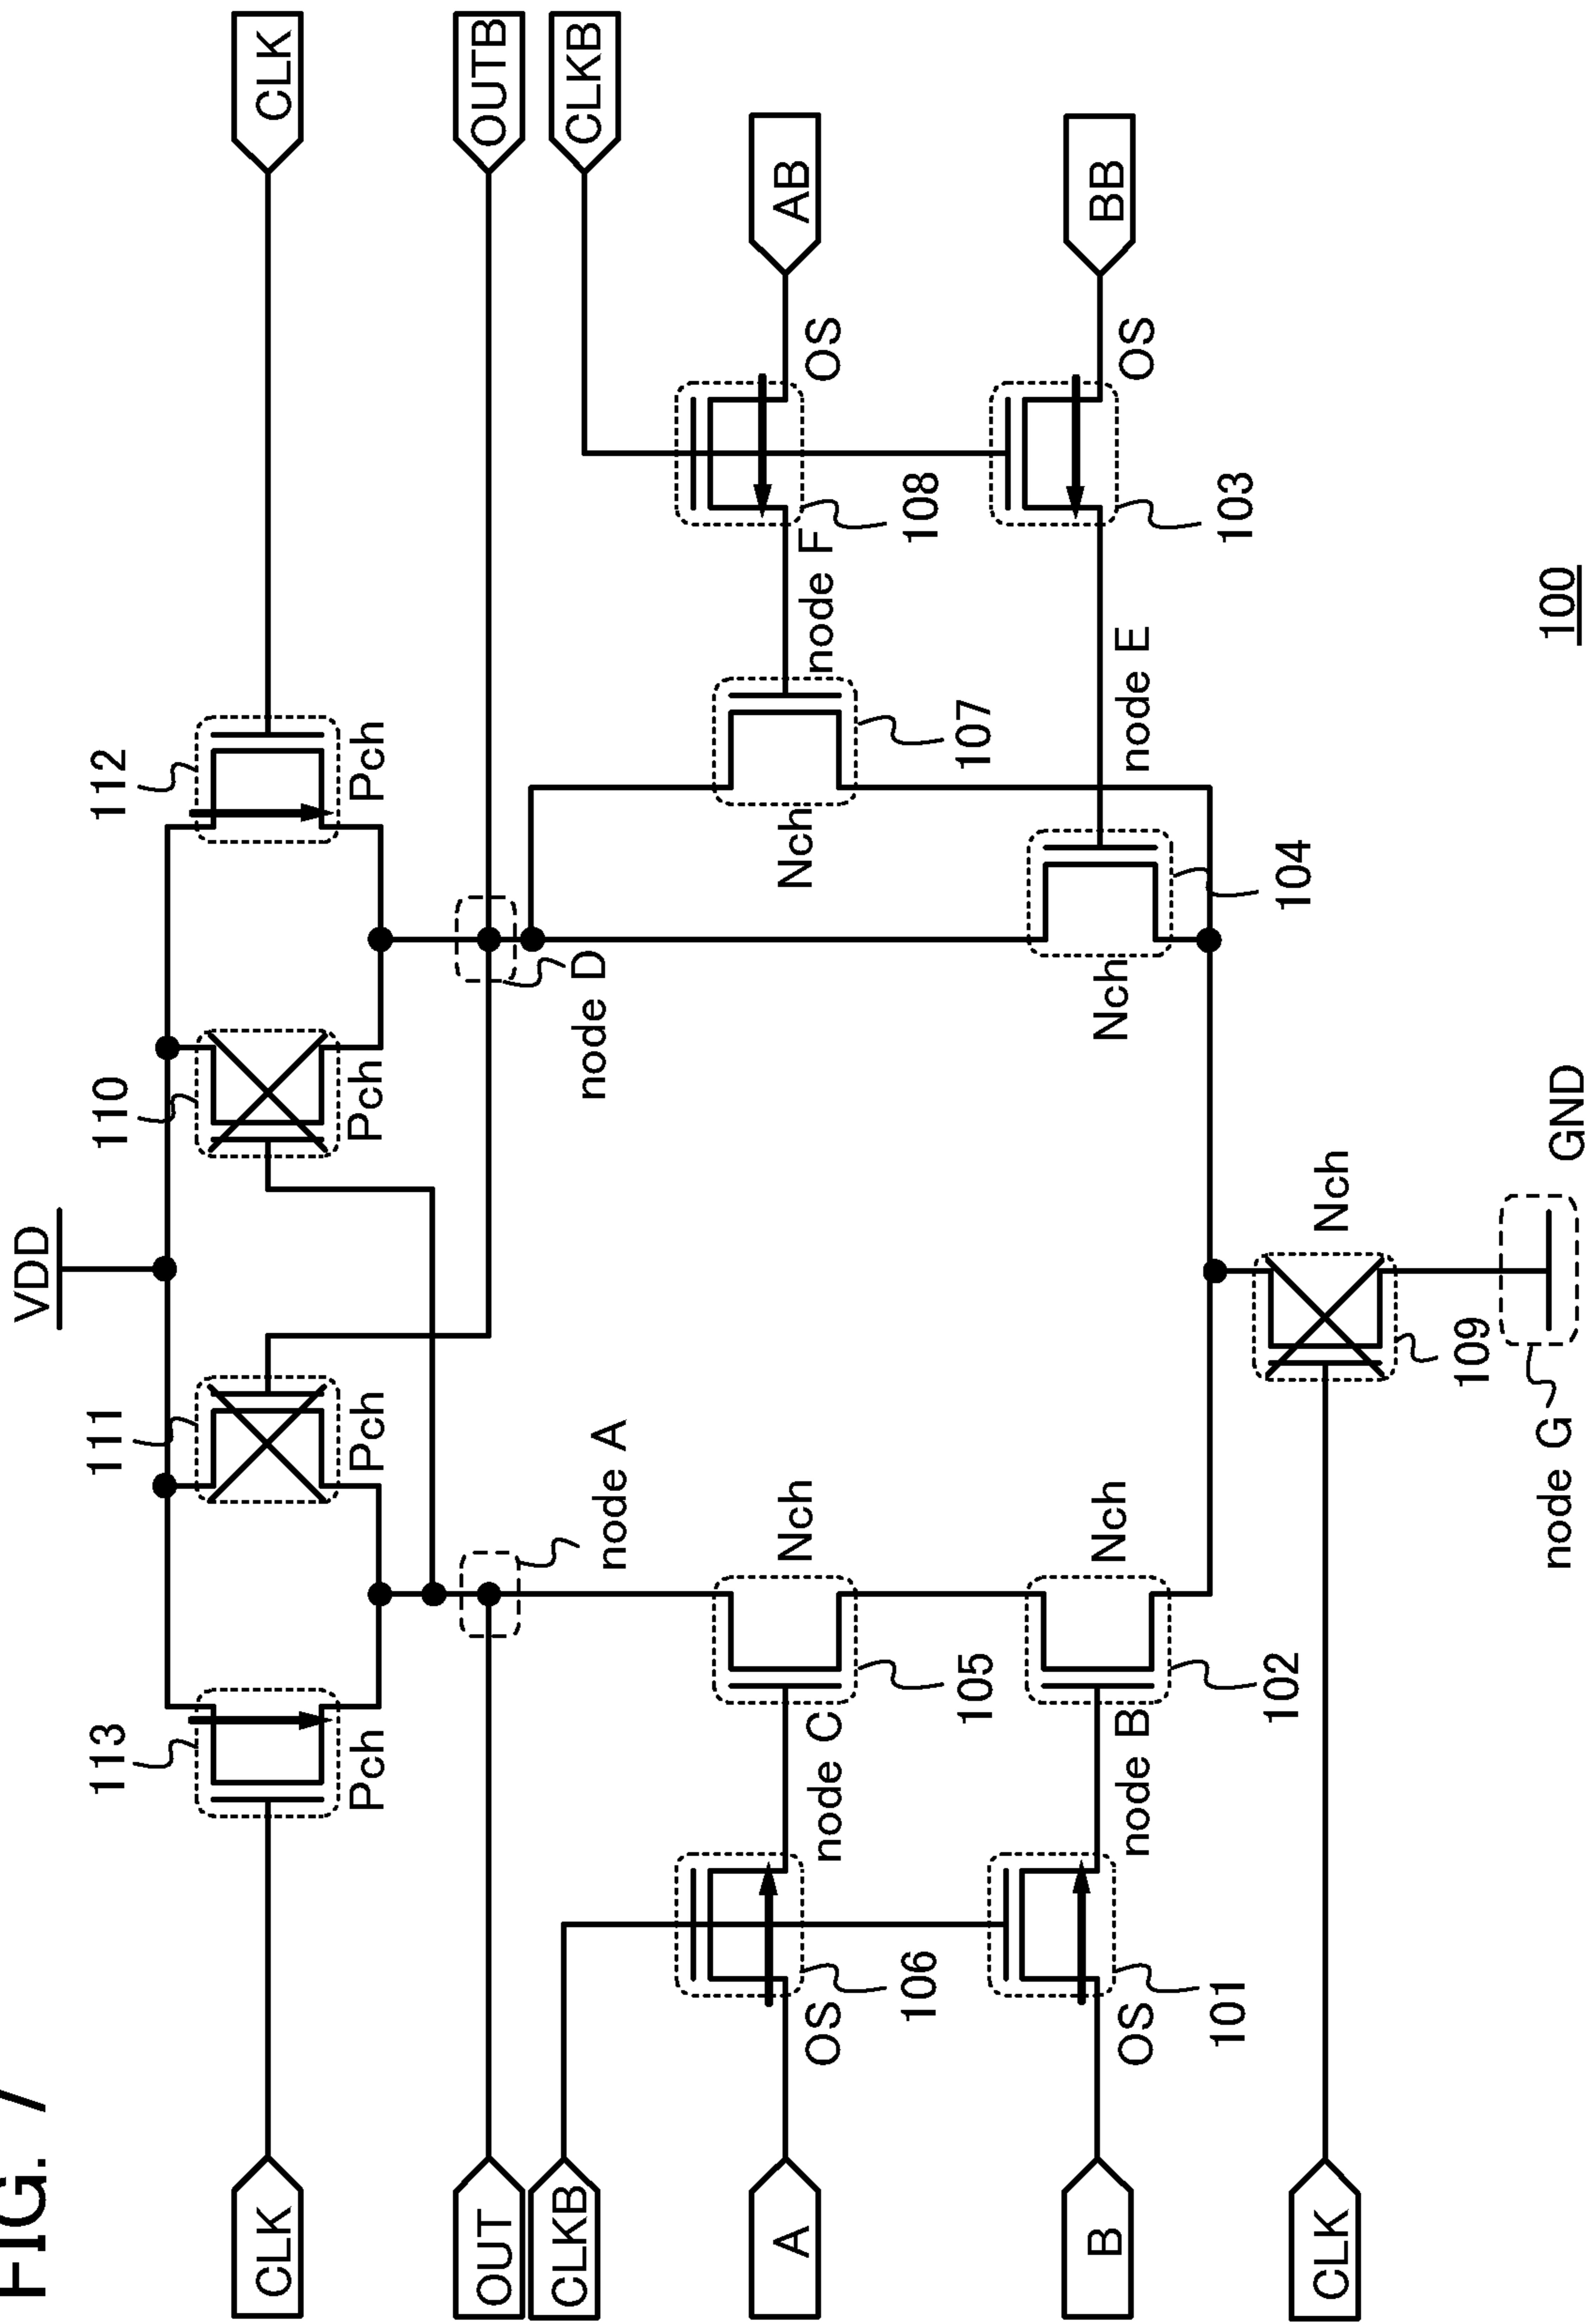 FIG.
VDD
113
111
110
112
CLK
CLK
Pch
Pch
Pch
Pch
OUT
OUTB
CLKB
CLKB
node A
node D
A
OS
106
node C
105
Nch
Nch
107
node F
108
OS
AB
B
OS
101
node B
102
Nch
Nch
104
node E
103
OS
BB
CLK
109
Nch
node G
GND
100